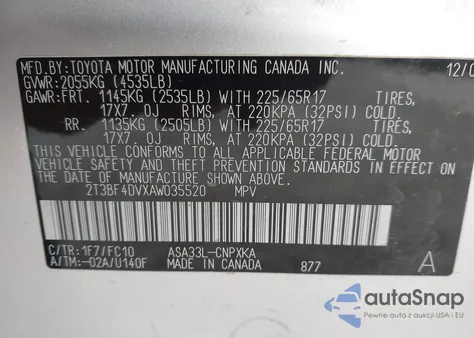 MFD.BY:TOYOTA MOTOR MANUFACTURING CANADA INC. 12/0
GVWR: 2055KG (4535LB)
GAWR:FRT. 1145KG (2535LB) WITH 225/65R17 TIRES,
17X7. 0J RIMS, AT 220KPA (32PSI) COLD.
RR. 1135KG (2505LB) WITH 225/65R17 TIRES,
17X7. 0J RIMS, AT 220KPA (32PSI) COLD.
THIS VEHICLE CONFORMS TO ALL APPLICABLE FEDERAL MOTOR
VEHICLE SAFETY AND THEFT PREVENTION STANDARDS IN EFFECT
ON THE DATE OF MANUFACTURE SHOWN ABOVE.
2T3BF4DVXAW035520 MPV
C/TR:1F7/FC10 ASA33L-CNPXKA
A/TM:-02A/U140F MADE IN CANADA 877 A
autoSnap
Pewne auta z aukcji USA i EU